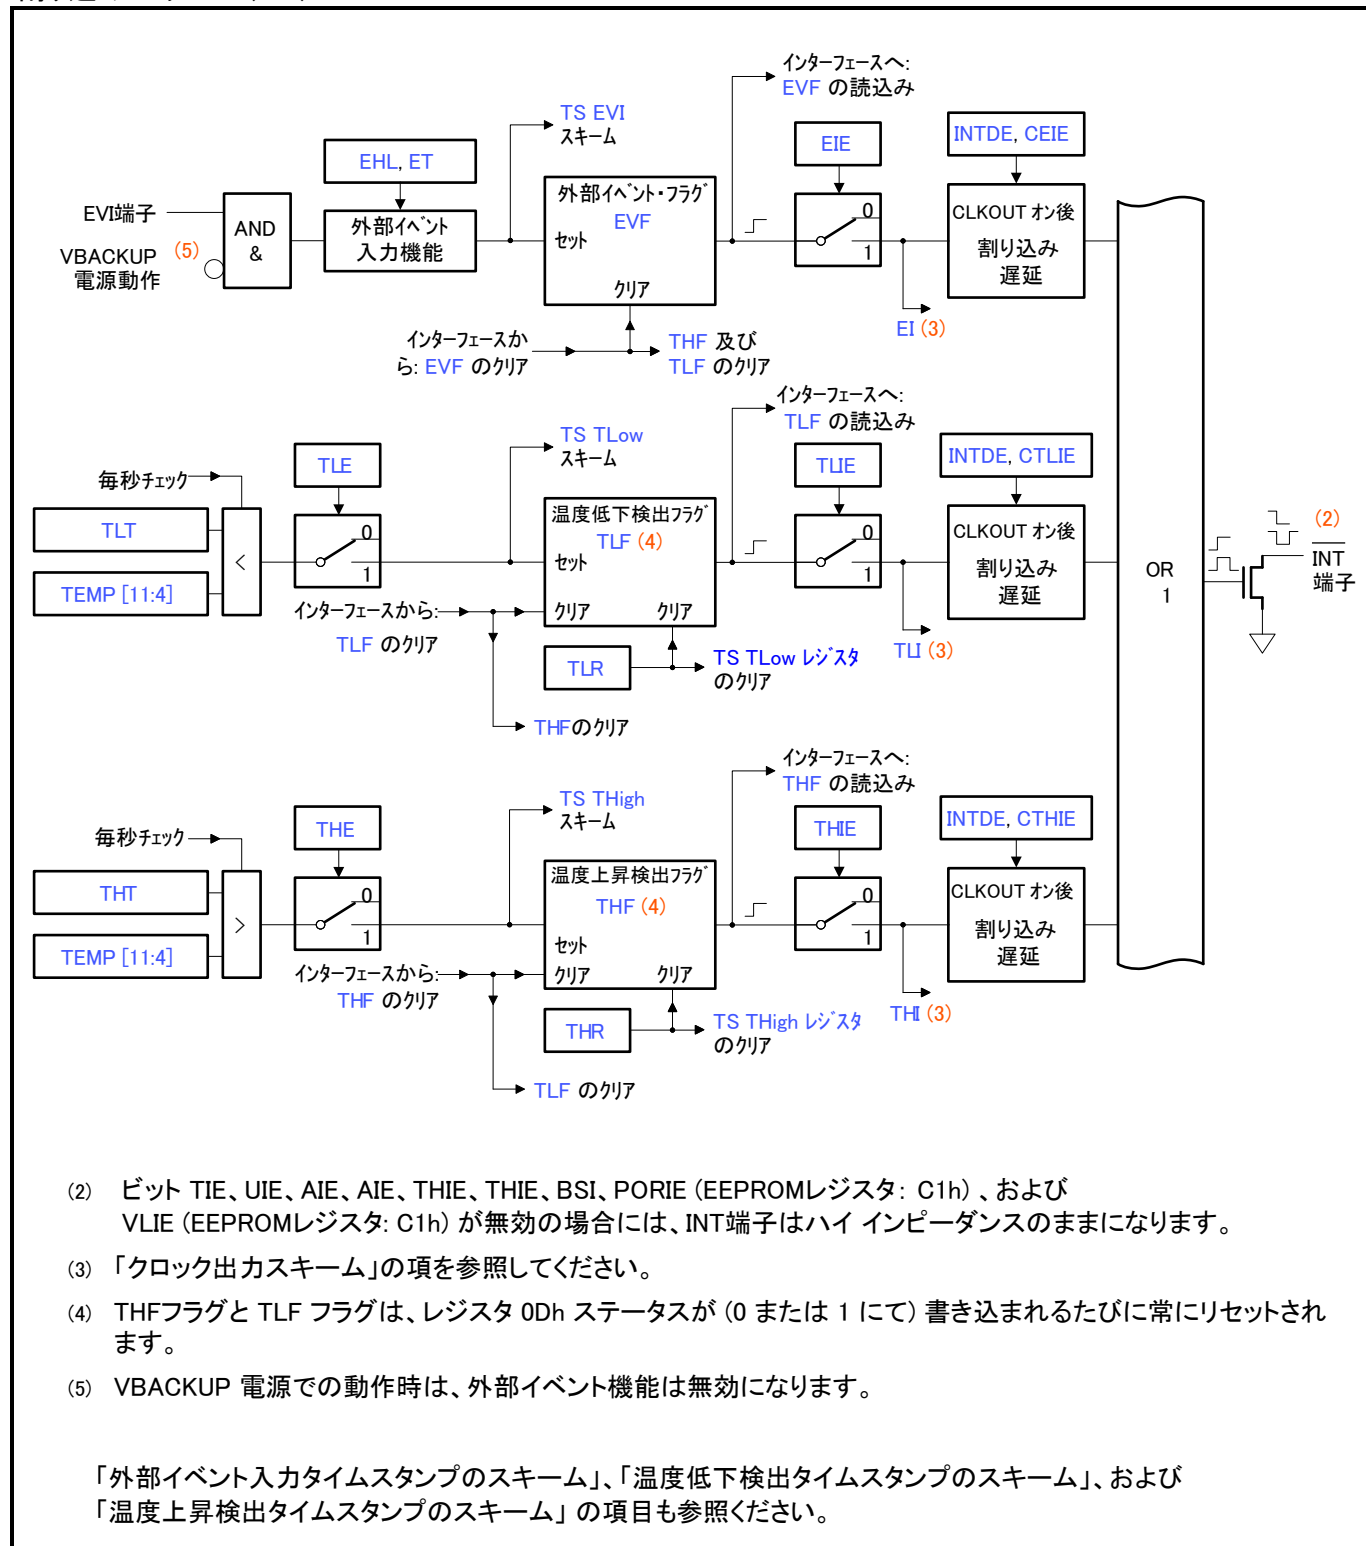 インターフェースへ:
EVF の読込み
TS EVI
スキーム
EHL, ET
EIE
INTDE, CEIE
EVI端子
VBACKUP (5)
電源動作
AND
&
外部イベント
入力機能
外部イベント・フラグ
EVF
セット
クリア
0
1
CLKOUT オン後
割り込み
遅延
EI (3)
インターフェースか
ら: EVF のクリア
THF 及び
TLF のクリア
インターフェースへ:
TLF の読込み
TS TLow
スキーム
毎秒チェック
TLE
TLIE
INTDE, CTLIE
TLT
TEMP [11:4]
<
0
1
温度低下検出フラグ
TLF (4)
セット
クリア クリア
0
1
CLKOUT オン後
割り込み
遅延
TLI (3)
インターフェースから:
TLF のクリア
TLR
TS TLow レジスタ
のクリア
THFのクリア
OR
1
(2)
INT
端子
インターフェースへ:
THF の読込み
TS THigh
スキーム
毎秒チェック
THE
THIE
INTDE, CTHIE
THT
TEMP [11:4]
>
0
1
温度上昇検出フラグ
THF (4)
セット
クリア クリア
0
1
CLKOUT オン後
割り込み
遅延
THI (3)
インターフェースから:
THF のクリア
THR
TS THigh レジスタ
のクリア
TLF のクリア
(2) ビット TIE、UIE、AIE、AIE、THIE、THIE、BSI、PORIE (EEPROMレジスタ: C1h) 、および
VLIE (EEPROMレジスタ: C1h) が無効の場合には、INT端子はハイ インピーダンスのままになります。
(3) 「クロック出力スキーム」の項を参照してください。
(4) THFフラグと TLF フラグは、レジスタ 0Dh ステータスが (0 または 1 にて) 書き込まれるたびに常にリセットされ
ます。
(5) VBACKUP 電源での動作時は、外部イベント機能は無効になります。
「外部イベント入力タイムスタンプのスキーム」、「温度低下検出タイムスタンプのスキーム」、および
「温度上昇検出タイムスタンプのスキーム」 の項目も参照ください。